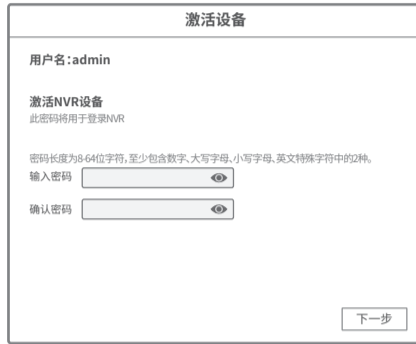 激活设备
用户名:admin
激活NVR设备
此密码将用于登录NVR
密码长度为8-64位字符,至少包含数字、大写字母、小写字母、英文特殊字符中的2种。
输入密码
确认密码
下一步